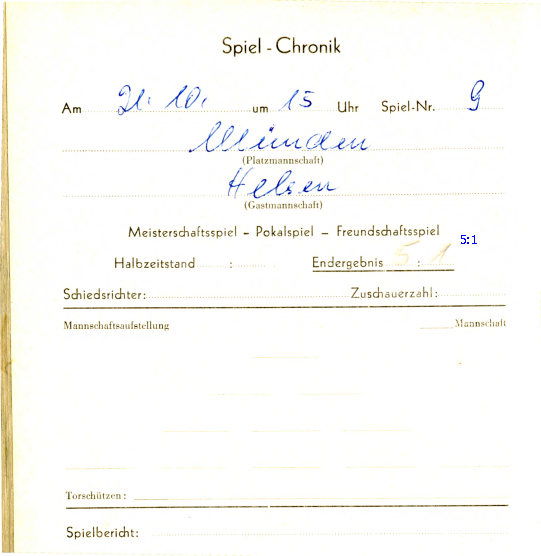 Spiel - Chronik
Am 21. 10. um 15 Uhr Spiel-Nr. 9
Münden
(Platzmannschaft)
Helsen
(Gastmannschaft)
Meisterschaftsspiel – Pokalspiel – Freundschaftsspiel
5:1
Halbzeitstand : Endergebnis 5 : 1
Schiedsrichter: Zuschauerzahl:
Mannschaftsaufstellung Mannschaft
Torschützen:
Spielbericht: